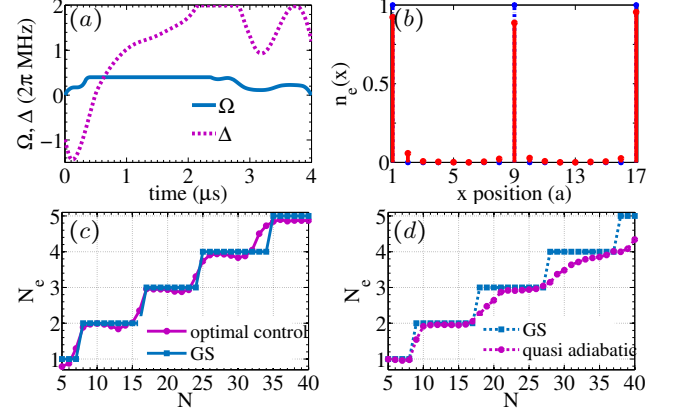 (a)
Ω, Δ (2π MHz)
2
1
0
−1
Ω
Δ
0 1 2 3 4
time (μs)
(b)
n_e(x)
1
0.5
0
1 5 9 13 17
x position (a)
(c)
N_e
5
4
3
2
1
optimal control
GS
5 10 15 20 25 30 35 40
N
(d)
N_e
5
4
3
2
1
GS
quasi adiabatic
5 10 15 20 25 30 35 40
N